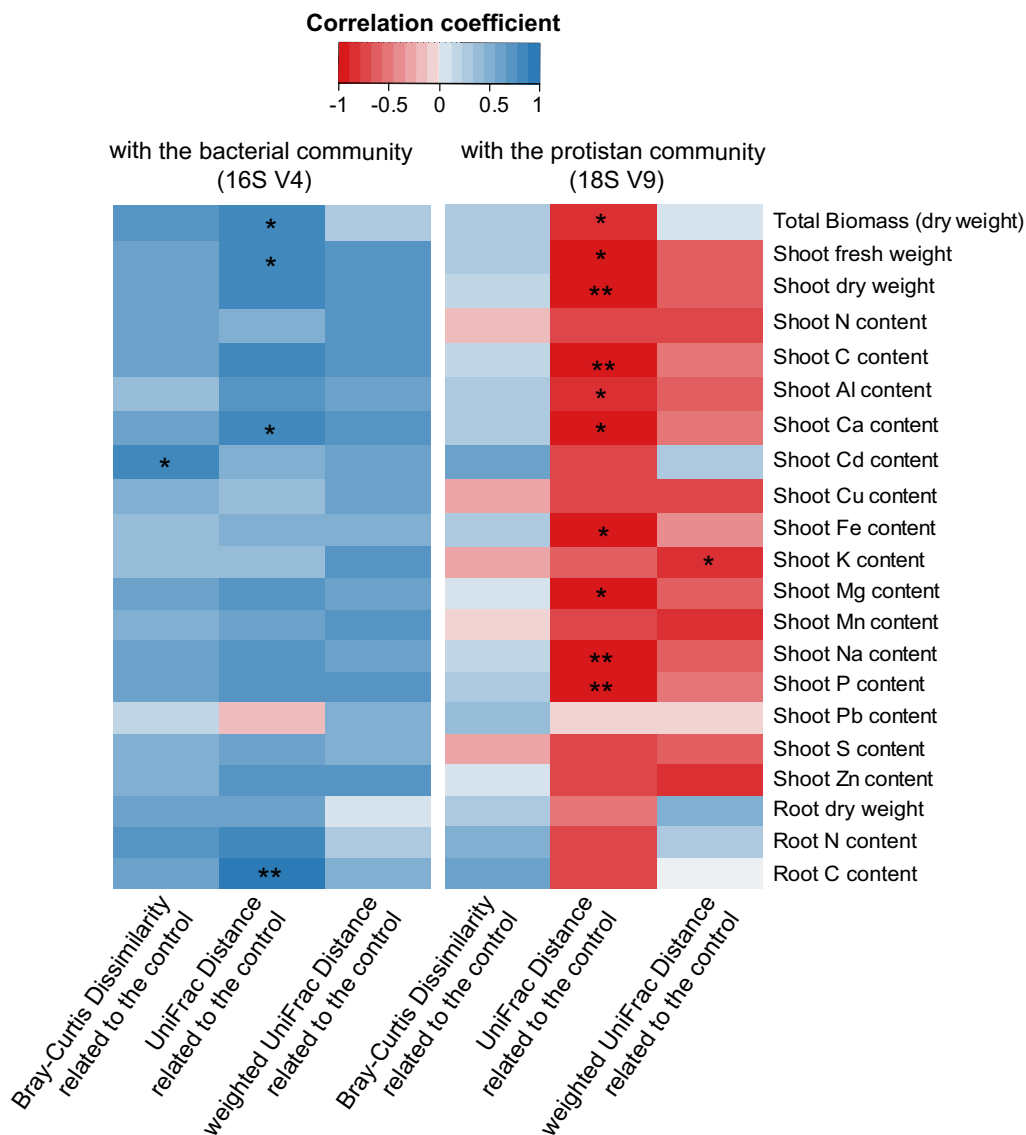 Correlation coefficient
-1 -0.5 0 0.5 1
with the bacterial community
(16S V4)
with the protistan community
(18S V9)
* * Total Biomass (dry weight)
* * Shoot fresh weight
** Shoot dry weight
Shoot N content
** Shoot C content
* Shoot Al content
* * Shoot Ca content
* Shoot Cd content
Shoot Cu content
* Shoot Fe content
* Shoot K content
* Shoot Mg content
Shoot Mn content
** Shoot Na content
** Shoot P content
Shoot Pb content
Shoot S content
Shoot Zn content
Root dry weight
Root N content
** Root C content
Bray-Curtis Dissimilarity
related to the control
UniFrac Distance
related to the control
weighted UniFrac Distance
related to the control
Bray-Curtis Dissimilarity
related to the control
UniFrac Distance
related to the control
weighted UniFrac Distance
related to the control